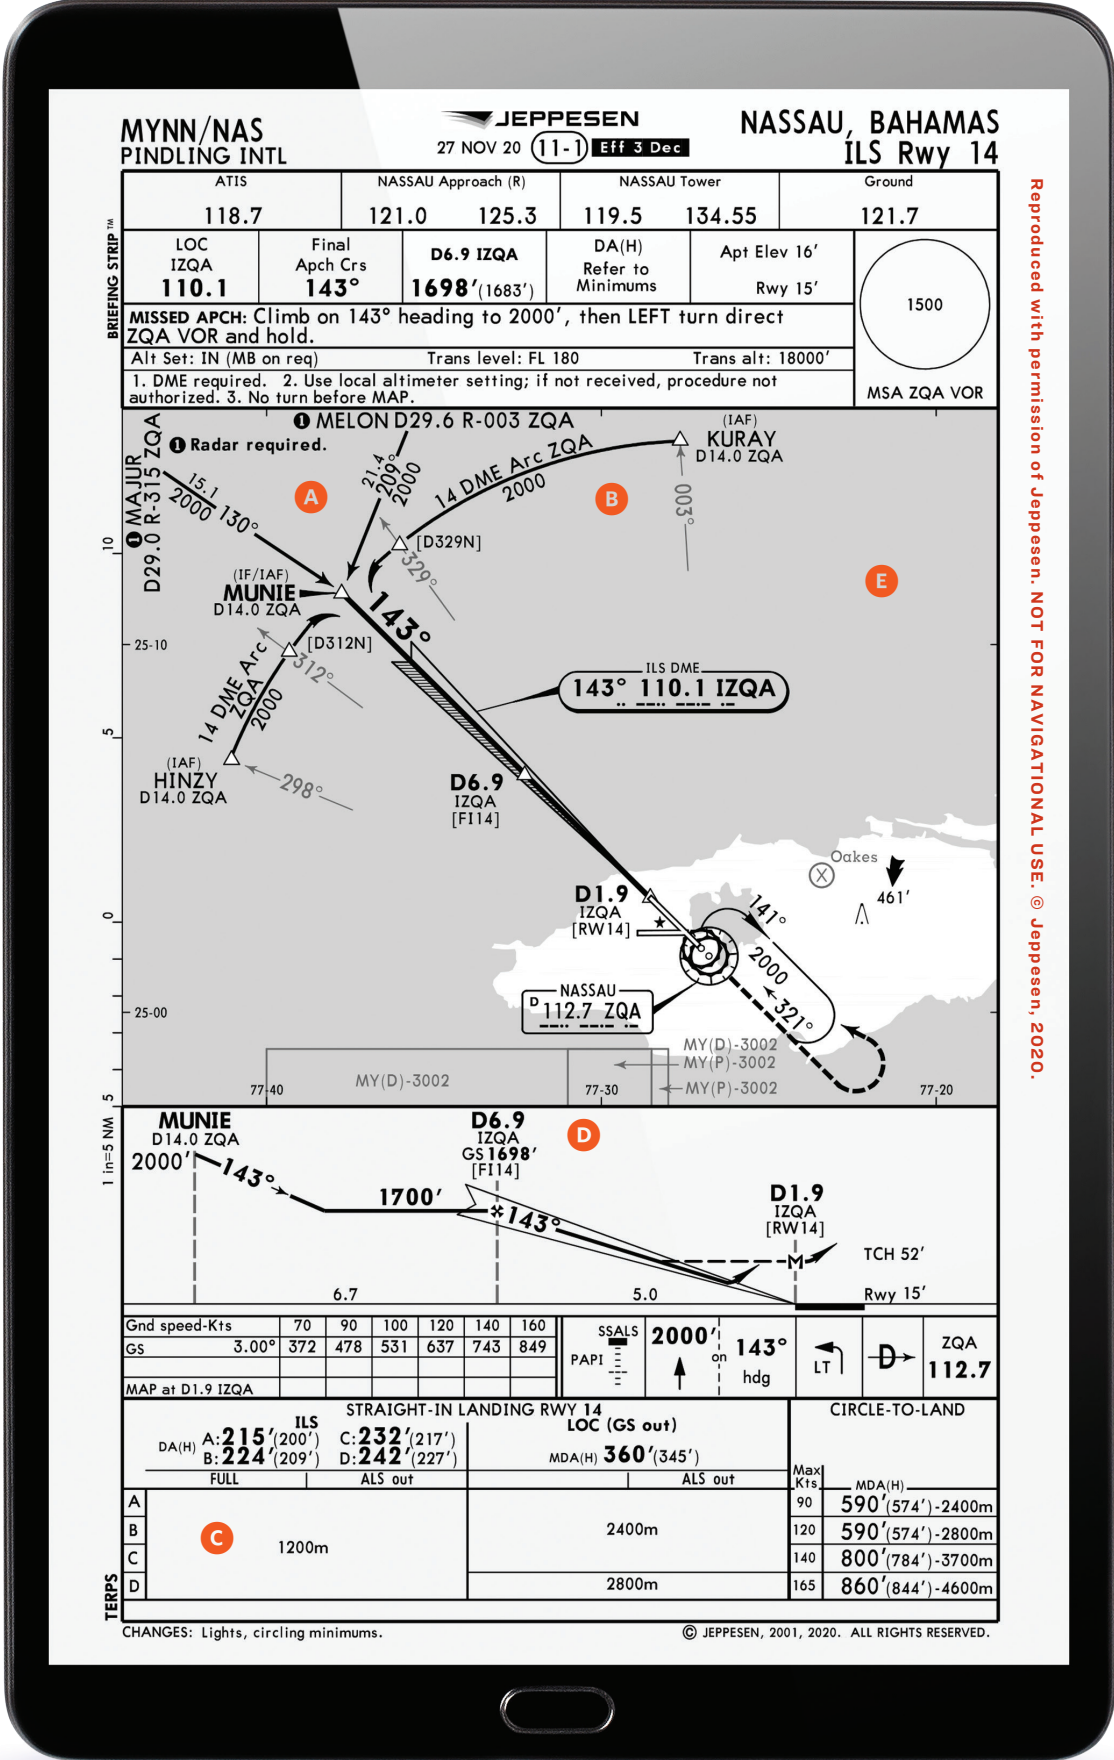 MYNN/NAS
PINDLING INTL
JEPPESEN
27 NOV 20 11-1 Eff 3 Dec
NASSAU, BAHAMAS
ILS Rwy 14
BRIEFING STRIP™
ATIS
118.7
NASSAU Approach (R)
121.0 125.3
NASSAU Tower
119.5 134.55
Ground
121.7
LOC
IZQA
110.1
Final
Apch Crs
143°
D6.9 IZQA
1698'(1683')
DA(H)
Refer to
Minimums
Apt Elev 16'
Rwy 15'
1500
MSA ZQA VOR
MISSED APCH: Climb on 143° heading to 2000', then LEFT turn direct
ZQA VOR and hold.
Alt Set: IN (MB on req) Trans level: FL 180 Trans alt: 18000'
1. DME required. 2. Use local altimeter setting; if not received, procedure not
authorized. 3. No turn before MAP.
1 MAJUR
D29.0 R-315 ZQA
1 MELON D29.6 R-003 ZQA
1 Radar required.
15.1
2000 130°
21.4
209°
2000
A
14 DME Arc ZQA
2000
B
(IAF)
KURAY
D14.0 ZQA
003°
[D329N]
329°
E
(IF/IAF)
MUNIE
D14.0 ZQA
143°
[D312N]
312°
14 DME Arc
ZQA
2000
(IAF)
HINZY
D14.0 ZQA
298°
ILS DME
143° 110.1 IZQA
D6.9
IZQA
[FI14]
Oakes
X
461'
D1.9
IZQA
[RW14]
141°
2000
321°
NASSAU
D 112.7 ZQA
MY(D)-3002
MY(D)-3002
MY(P)-3002
MY(P)-3002
10
25-10
5
0
25-00
5
77-40
77-30
77-20
1 in=5 NM
MUNIE
D14.0 ZQA
2000'
143°
1700'
D6.9
IZQA
GS 1698'
[FI14]
143°
D
D1.9
IZQA
[RW14]
M
TCH 52'
Rwy 15'
6.7
5.0
Gnd speed-Kts 70 90 100 120 140 160
GS 3.00° 372 478 531 637 743 849
MAP at D1.9 IZQA
SSALS
PAPI
2000'
on
143°
hdg
LT
D
ZQA
112.7
STRAIGHT-IN LANDING RWY 14
ILS
DA(H) A:215'(200') C:232'(217')
B:224'(209') D:242'(227')
LOC (GS out)
MDA(H) 360'(345')
FULL ALS out
ALS out
CIRCLE-TO-LAND
Max
Kts
MDA(H)
A
B
C
D
C
1200m
2400m
2800m
90 590'(574')-2400m
120 590'(574')-2800m
140 800'(784')-3700m
165 860'(844')-4600m
TERPS
CHANGES: Lights, circling minimums.
© JEPPESEN, 2001, 2020. ALL RIGHTS RESERVED.
Reproduced with permission of Jeppesen. NOT FOR NAVIGATIONAL USE. © Jeppesen, 2020.